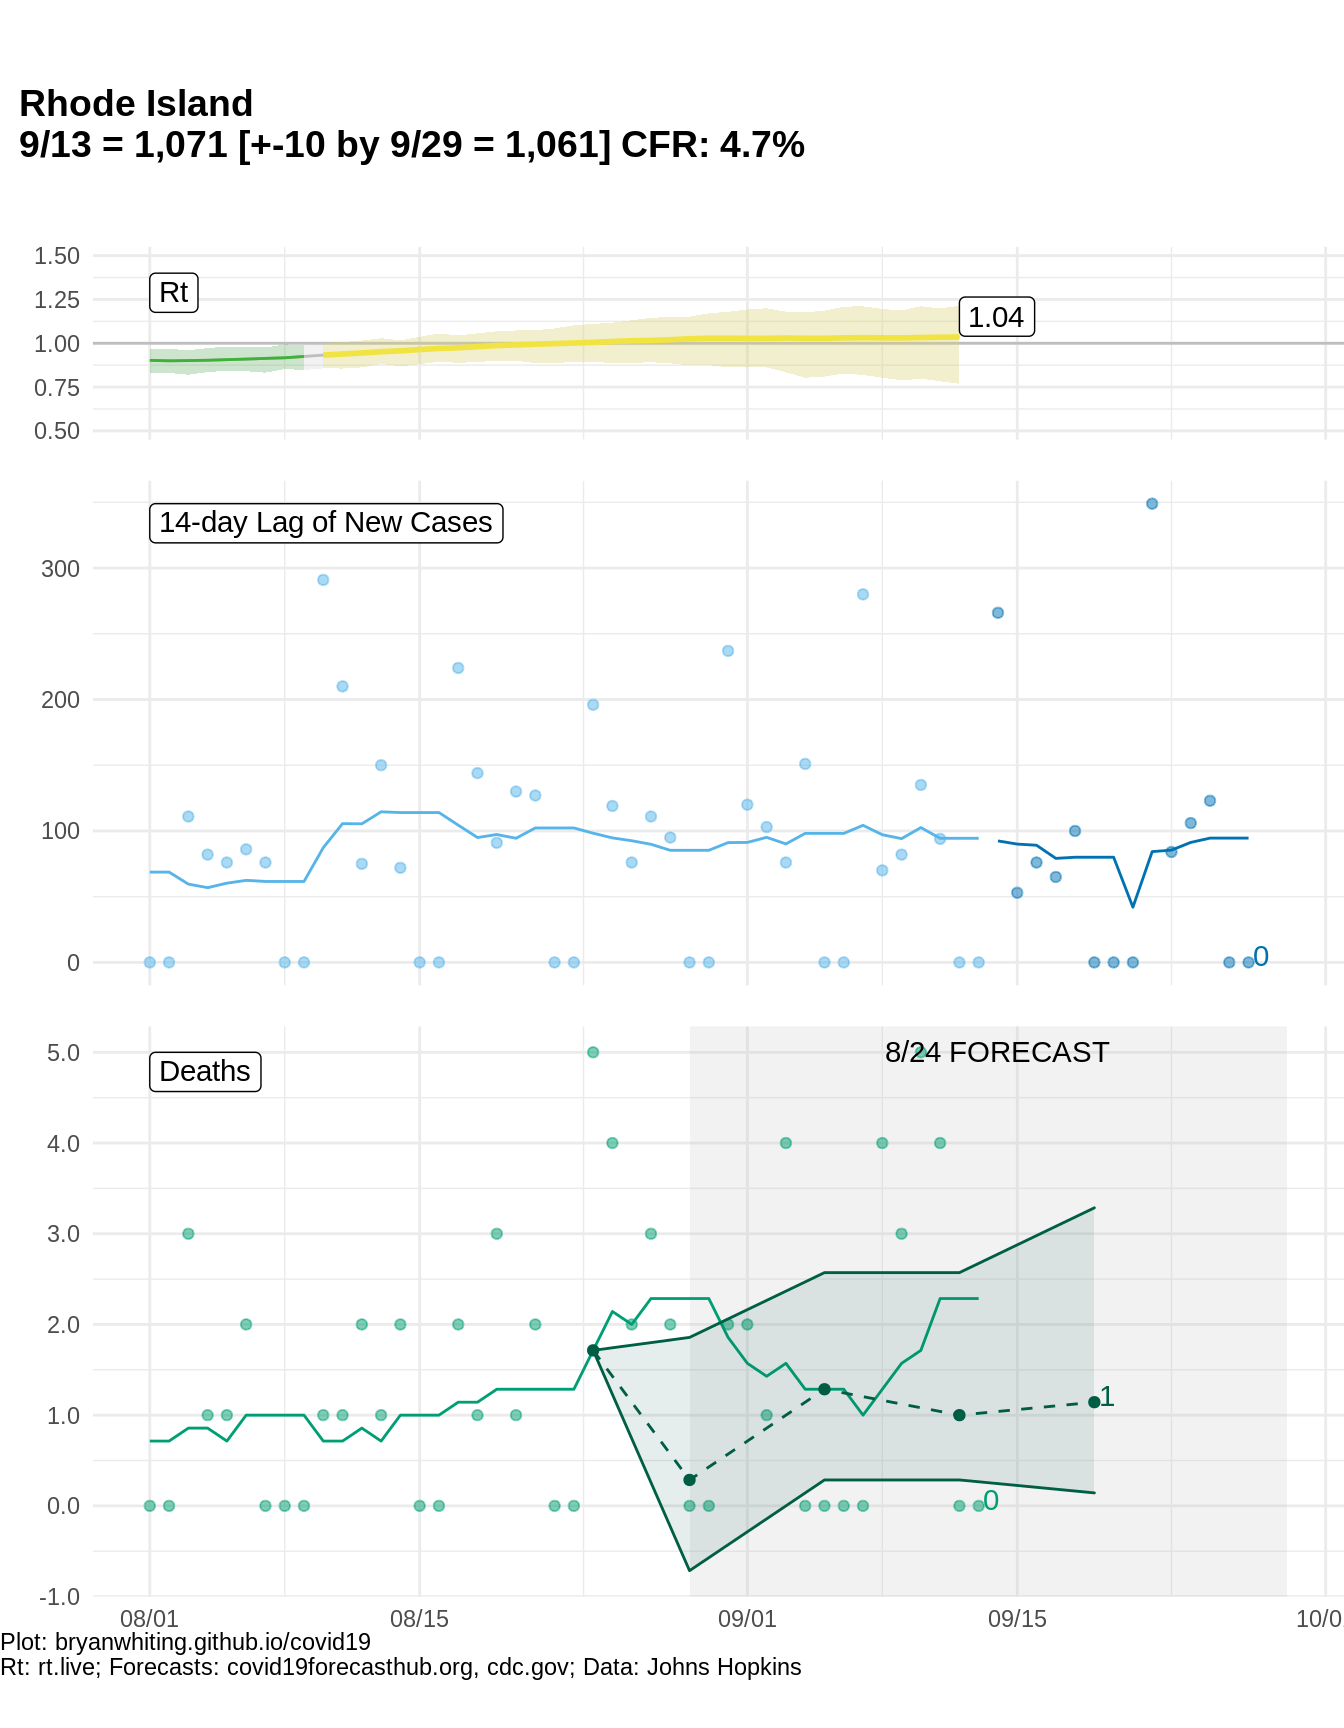 Rhode Island
9/13 = 1,071 [+-10 by 9/29 = 1,061] CFR: 4.7%
1.50
1.25
1.00
0.75
0.50
Rt
1.04
14-day Lag of New Cases
300
200
100
0
0
5.0
4.0
3.0
2.0
1.0
0.0
-1.0
Deaths
8/24 FORECAST
1
0
08/01 08/15 09/01 09/15 10/0
Plot: bryanwhiting.github.io/covid19
Rt: rt.live; Forecasts: covid19forecasthub.org, cdc.gov; Data: Johns Hopkins